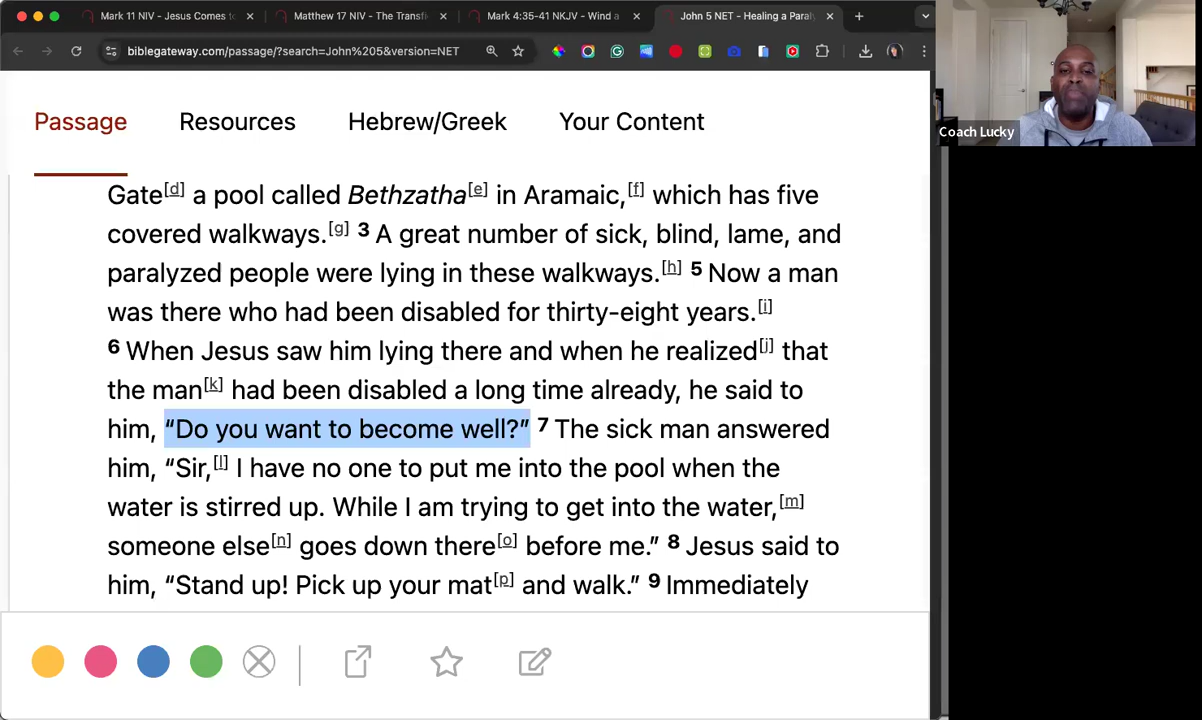 Mark 11 NIV - Jesus Comes to
Matthew 17 NIV - The Transfi
Mark 4:35-41 NKJV - Wind a
John 5 NET - Healing a Paraly
biblegateway.com/passage/?search=John%205&version=NET
Coach Lucky
Passage Resources Hebrew/Greek Your Content
Gate[d] a pool called Bethzatha[e] in Aramaic,[f] which has five
covered walkways.[g] 3 A great number of sick, blind, lame, and
paralyzed people were lying in these walkways.[h] 5 Now a man
was there who had been disabled for thirty-eight years.[i]
6 When Jesus saw him lying there and when he realized[j] that
the man[k] had been disabled a long time already, he said to
him, “Do you want to become well?” 7 The sick man answered
him, “Sir,[l] I have no one to put me into the pool when the
water is stirred up. While I am trying to get into the water,[m]
someone else[n] goes down there[o] before me.” 8 Jesus said to
him, “Stand up! Pick up your mat[p] and walk.” 9 Immediately